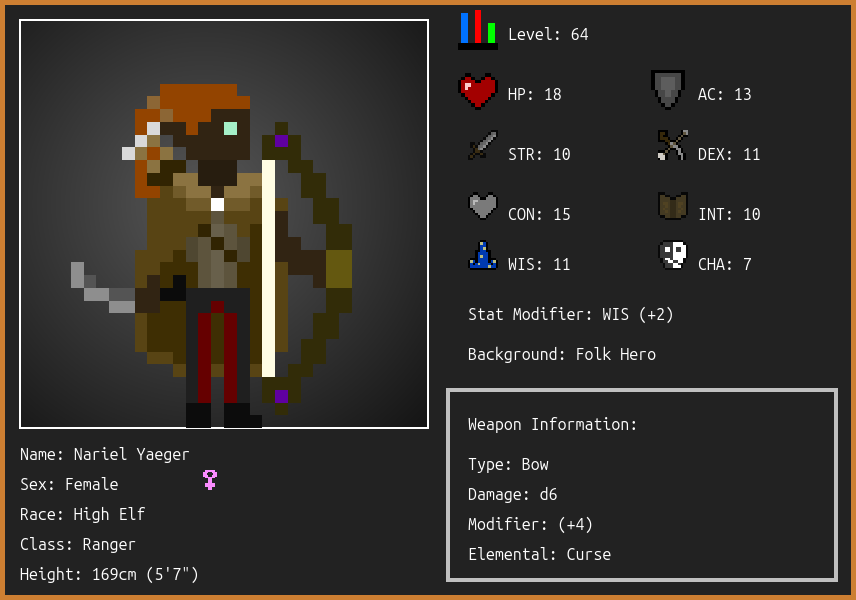 Level: 64
HP: 18
AC: 13
STR: 10
DEX: 11
CON: 15
INT: 10
WIS: 11
CHA: 7
Stat Modifier: WIS (+2)
Background: Folk Hero
Weapon Information:
Type: Bow
Damage: d6
Modifier: (+4)
Elemental: Curse
Name: Nariel Yaeger
Sex: Female
Race: High Elf
Class: Ranger
Height: 169cm (5'7")